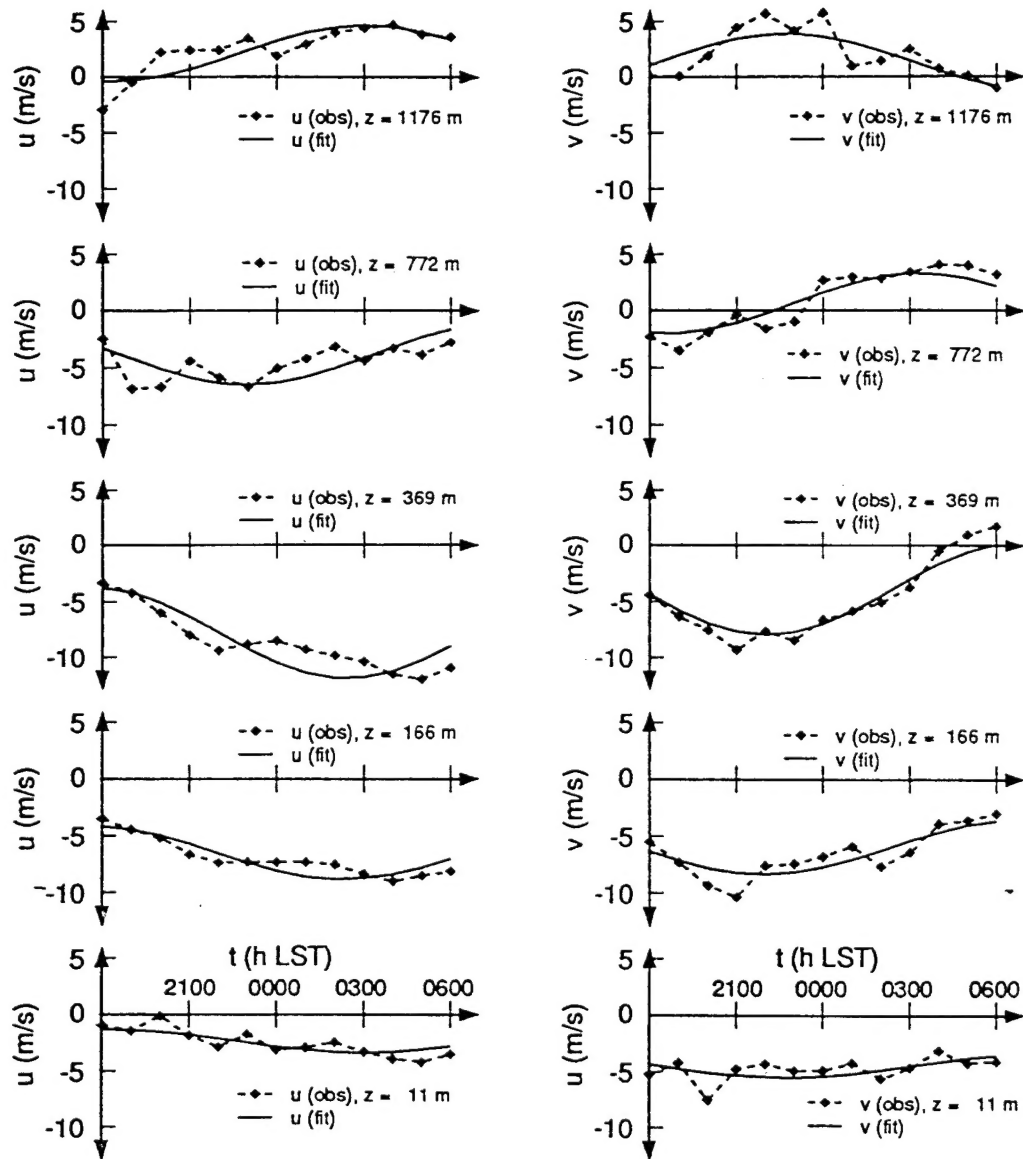 5
0
-5
-10
u (m/s)
u (obs), z = 1176 m
u (fit)
5
0
-5
-10
v (m/s)
v (obs), z = 1176 m
v (fit)
5
0
-5
-10
u (m/s)
u (obs), z = 772 m
u (fit)
5
0
-5
-10
v (m/s)
v (obs), z = 772 m
v (fit)
5
0
-5
-10
u (m/s)
u (obs), z = 369 m
u (fit)
5
0
-5
-10
v (m/s)
v (obs), z = 369 m
v (fit)
5
0
-5
-10
u (m/s)
u (obs), z = 166 m
u (fit)
5
0
-5
-10
v (m/s)
v (obs), z = 166 m
v (fit)
t (h LST)
2100 0000 0300 0600
5
0
-5
-10
u (m/s)
u (obs), z = 11 m
u (fit)
t (h LST)
2100 0000 0300 0600
5
0
-5
-10
u (m/s)
v (obs), z = 11 m
v (fit)